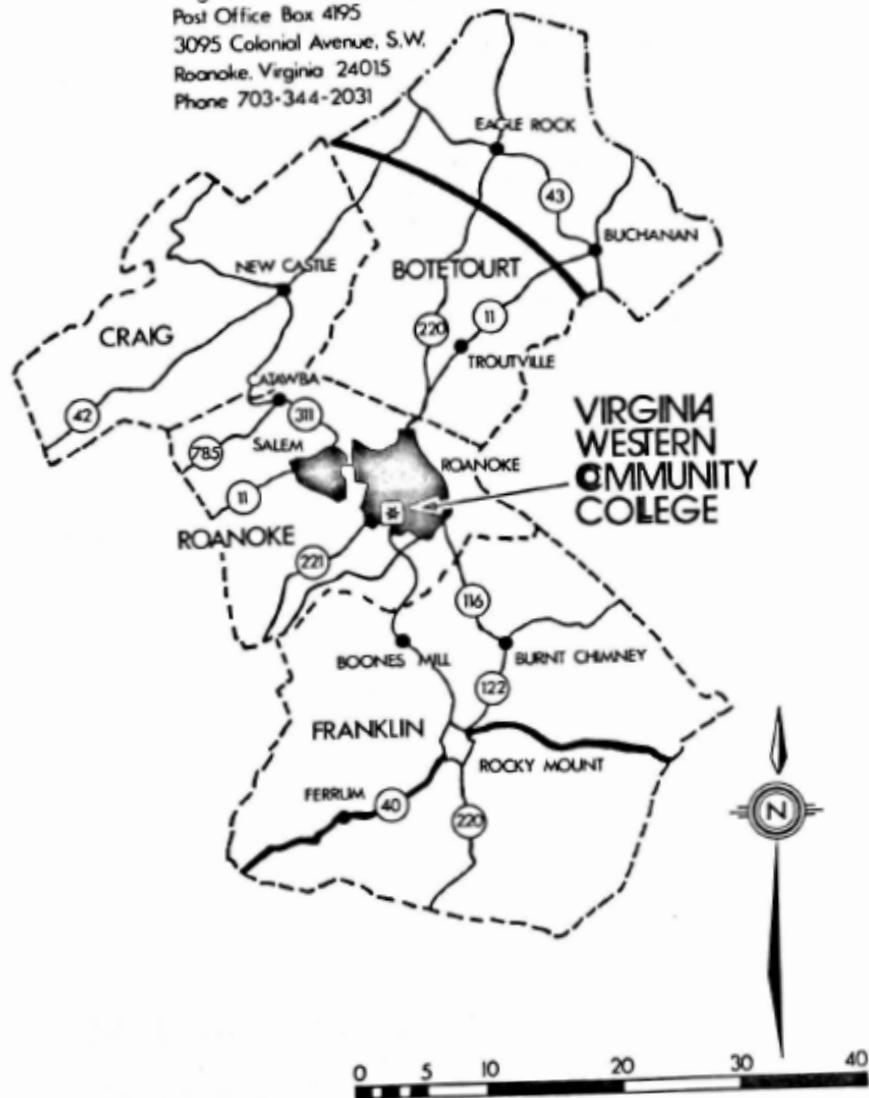 Post Office Box 4195
3095 Colonial Avenue, S.W.
Roanoke, Virginia 24015
Phone 703-344-2031
EAGLE ROCK
43
BUCHANAN
NEW CASTLE
BOTETOURT
CRAIG
220
11
TROUTVILLE
CATAWBA
42
311
785
SALEM
ROANOKE
VIRGINIA
WESTERN
COMMUNITY
COLLEGE
11
ROANOKE
221
116
BOONES MILL
BURNT CHIMNEY
122
FRANKLIN
ROCKY MOUNT
FERRUM
40
220
N
0 5 10 20 30 40